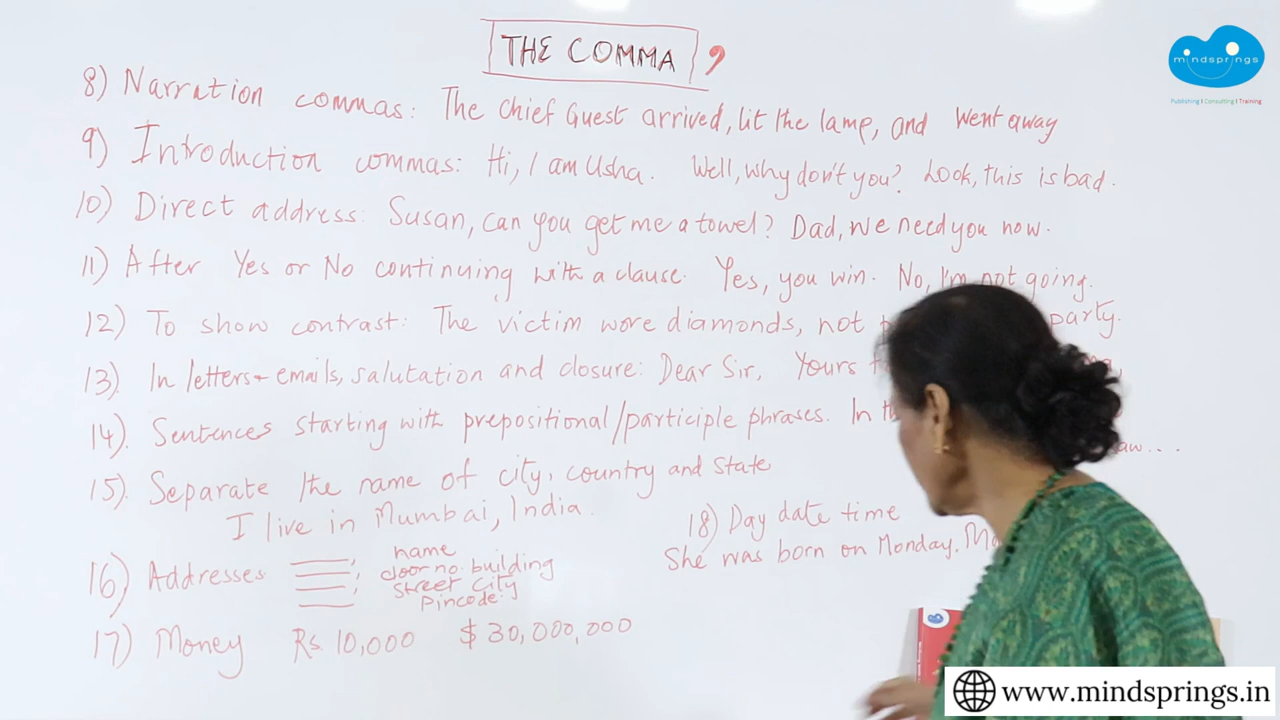 THE COMMA ,
mindsprings
Publishing | Consulting | Training
8) Narration commas: The Chief Guest arrived, lit the lamp, and went away
9) Introduction commas: Hi, I am Usha. Well, why don't you? Look, this is bad.
10) Direct address: Susan, can you get me a towel? Dad, we need you now.
11) After Yes or No continuing with a clause. Yes, you win. No, I'm not going.
12) To show contrast: The victim wore diamonds, not party.
13) In letters & emails, salutation and closure: Dear Sir, Yours
14). Sentences starting with prepositional/participle phrases. In
15). Separate the name of city, country and state
I live in Mumbai, India.
16) Addresses
name
door no. building
Street City
Pincode.
17) Money Rs. 10,000 $ 30,000,000
18) Day date time
She was born on Monday,
www.mindsprings.in